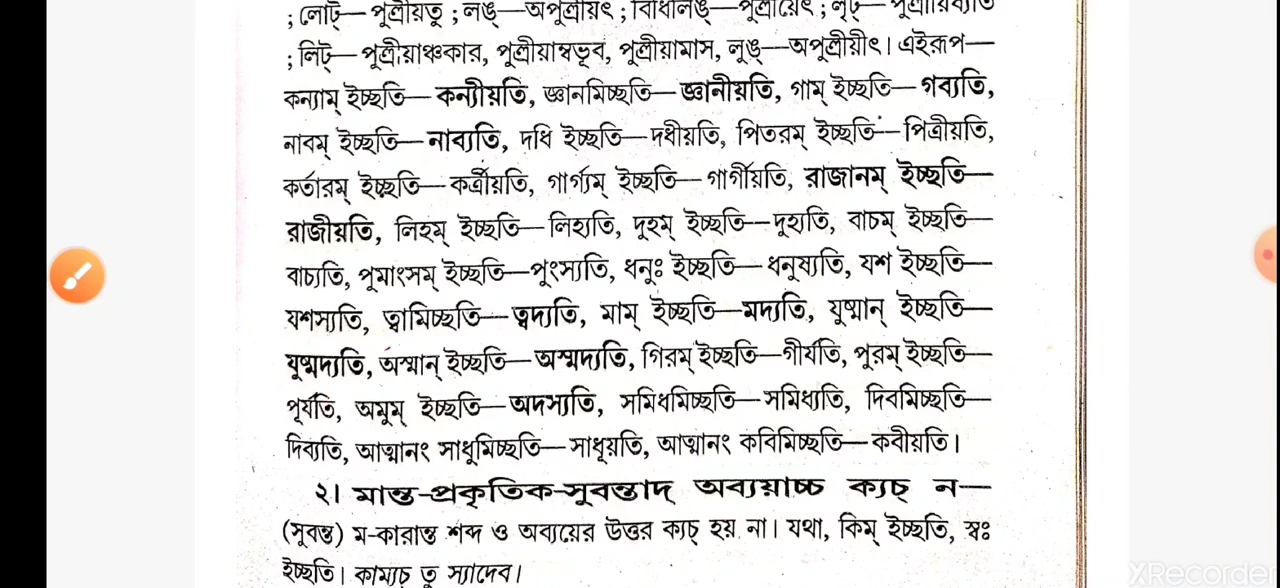 ; লোট্—পুত্রীয়তু ; লঙ্—অপুত্রীয়ৎ ; বিধিলিঙ্—পুত্রীয়েৎ ; লৃট্—পুত্রীয়িষ্যতি
; লিট্—পুত্রীয়াঞ্চকার, পুত্রীয়াম্বভূব, পুত্রীয়ামাস, লুঙ্—অপুত্রীয়ীৎ। এইরূপ—
কন্যাম্ ইচ্ছতি—কন্যীয়তি, জ্ঞানমিচ্ছতি—জ্ঞানীয়তি, গাম্ ইচ্ছতি—গব্যতি,
নাবম্ ইচ্ছতি—নাব্যতি, দধি ইচ্ছতি—দধীয়তি, পিতরম্ ইচ্ছতি—পিত্রীয়তি,
কর্তারম্ ইচ্ছতি—কর্ত্রীয়তি, গার্গ্যম্ ইচ্ছতি—গার্গীয়তি, রাজানম্ ইচ্ছতি—
রাজীয়তি, লিহম্ ইচ্ছতি—লিহ্যতি, দুহম্ ইচ্ছতি—দুহ্যতি, বাচম্ ইচ্ছতি—
বাচ্যতি, পুমাংসম্ ইচ্ছতি—পুংস্যতি, ধনুঃ ইচ্ছতি—ধনুষ্যতি, যশ ইচ্ছতি—
যশস্যতি, ত্বামিচ্ছতি—ত্বদ্যতি, মাম্ ইচ্ছতি—মদ্যতি, যুষ্মান্ ইচ্ছতি—
যুষ্মদ্যতি, অস্মান্ ইচ্ছতি—অস্মদ্যতি, গিরম্ ইচ্ছতি—গীর্যতি, পুরম্ ইচ্ছতি—
পূর্যতি, অমুম্ ইচ্ছতি—অদস্যতি, সমিধমিচ্ছতি—সমিধ্যতি, দিবমিচ্ছতি—
দিব্যতি, আত্মানং সাধুমিচ্ছতি—সাধূয়তি, আত্মানং কবিমিচ্ছতি—কবীয়তি।
২। মান্ত-প্রকৃতিক-সুবন্তাদ্ অব্যয়াচ্চ ক্যচ্ ন—
(সুবন্ত) ম-কারান্ত শব্দ ও অব্যয়ের উত্তর ক্যচ্ হয় না। যথা, কিম্ ইচ্ছতি, স্বঃ
ইচ্ছতি। কাম্যচ্ তু স্যাদেব।
XRecorder